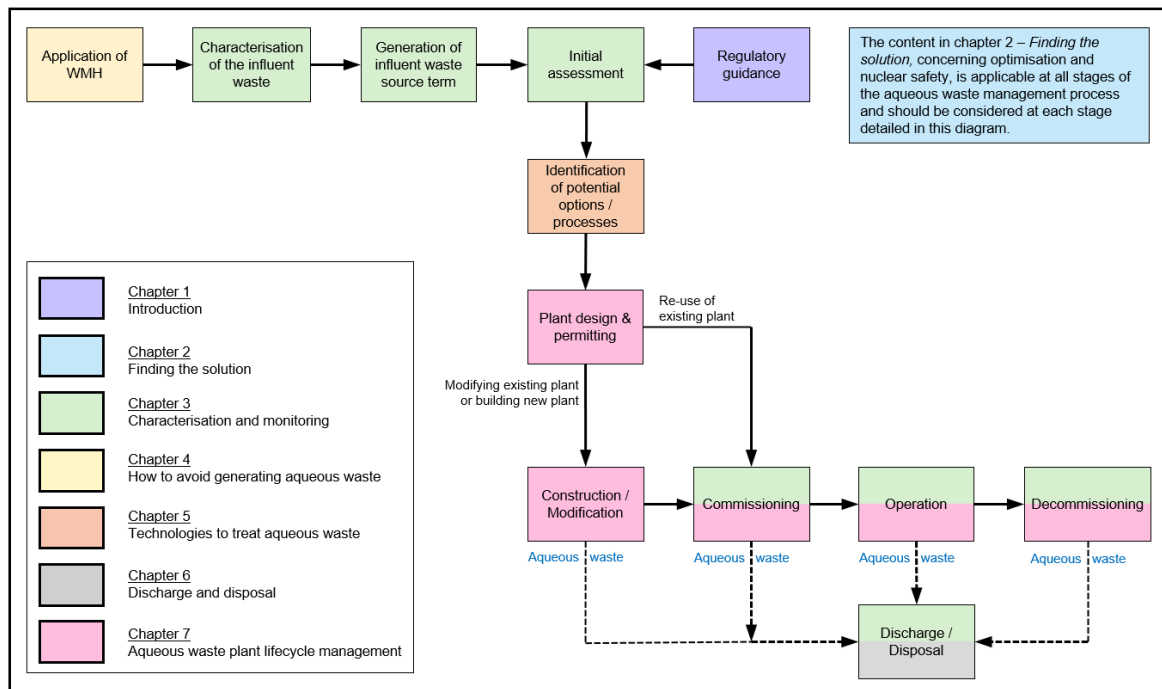 Application of
WMH
Characterisation
of the influent
waste
Generation of
influent waste
source term
Initial
assessment
Regulatory
guidance
The content in chapter 2 – Finding the
solution, concerning optimisation and
nuclear safety, is applicable at all stages of
the aqueous waste management process
and should be considered at each stage
detailed in this diagram.
Identification
of potential
options /
processes
Plant design &
permitting
Re-use of
existing plant
Modifying existing plant
or building new plant
Construction /
Modification
Commissioning
Operation
Decommissioning
Aqueous waste
Aqueous waste
Aqueous waste
Aqueous waste
Discharge /
Disposal
Chapter 1
Introduction
Chapter 2
Finding the solution
Chapter 3
Characterisation and monitoring
Chapter 4
How to avoid generating aqueous waste
Chapter 5
Technologies to treat aqueous waste
Chapter 6
Discharge and disposal
Chapter 7
Aqueous waste plant lifecycle management